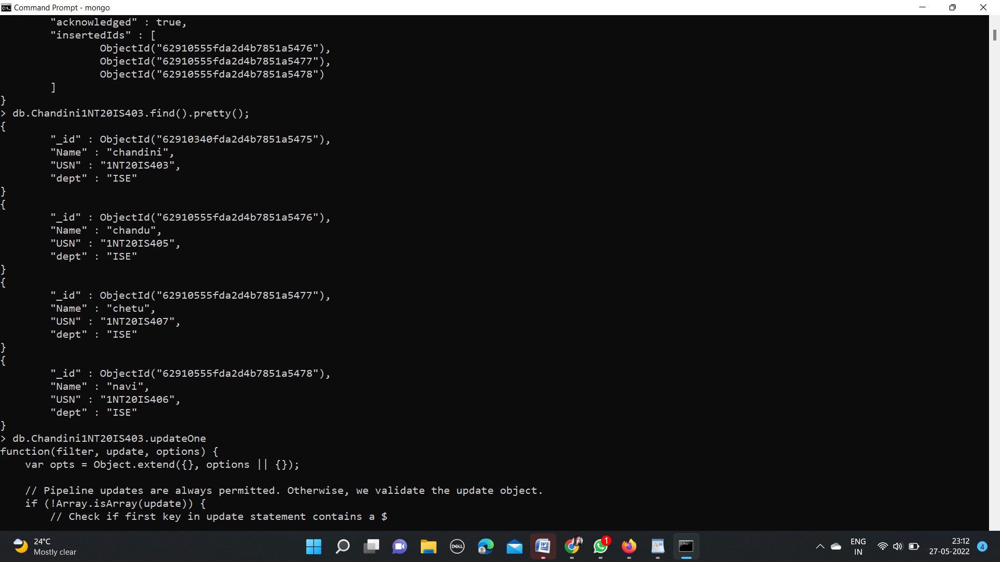 Command Prompt - mongo
"acknowledged" : true,
"insertedIds" : [
ObjectId("62910555fda2d4b7851a5476"),
ObjectId("62910555fda2d4b7851a5477"),
ObjectId("62910555fda2d4b7851a5478")
]
}
> db.Chandini1NT20IS403.find().pretty();
{
"_id" : ObjectId("62910340fda2d4b7851a5475"),
"Name" : "chandini",
"USN" : "1NT20IS403",
"dept" : "ISE"
}
{
"_id" : ObjectId("62910555fda2d4b7851a5476"),
"Name" : "chandu",
"USN" : "1NT20IS405",
"dept" : "ISE"
}
{
"_id" : ObjectId("62910555fda2d4b7851a5477"),
"Name" : "chetu",
"USN" : "1NT20IS407",
"dept" : "ISE"
}
{
"_id" : ObjectId("62910555fda2d4b7851a5478"),
"Name" : "navi",
"USN" : "1NT20IS406",
"dept" : "ISE"
}
> db.Chandini1NT20IS403.updateOne
function(filter, update, options) {
var opts = Object.extend({}, options || {});
// Pipeline updates are always permitted. Otherwise, we validate the update object.
if (!Array.isArray(update)) {
// Check if first key in update statement contains a $
24°C
Mostly clear
DELL
1
ENG
IN
23:12
27-05-2022
4